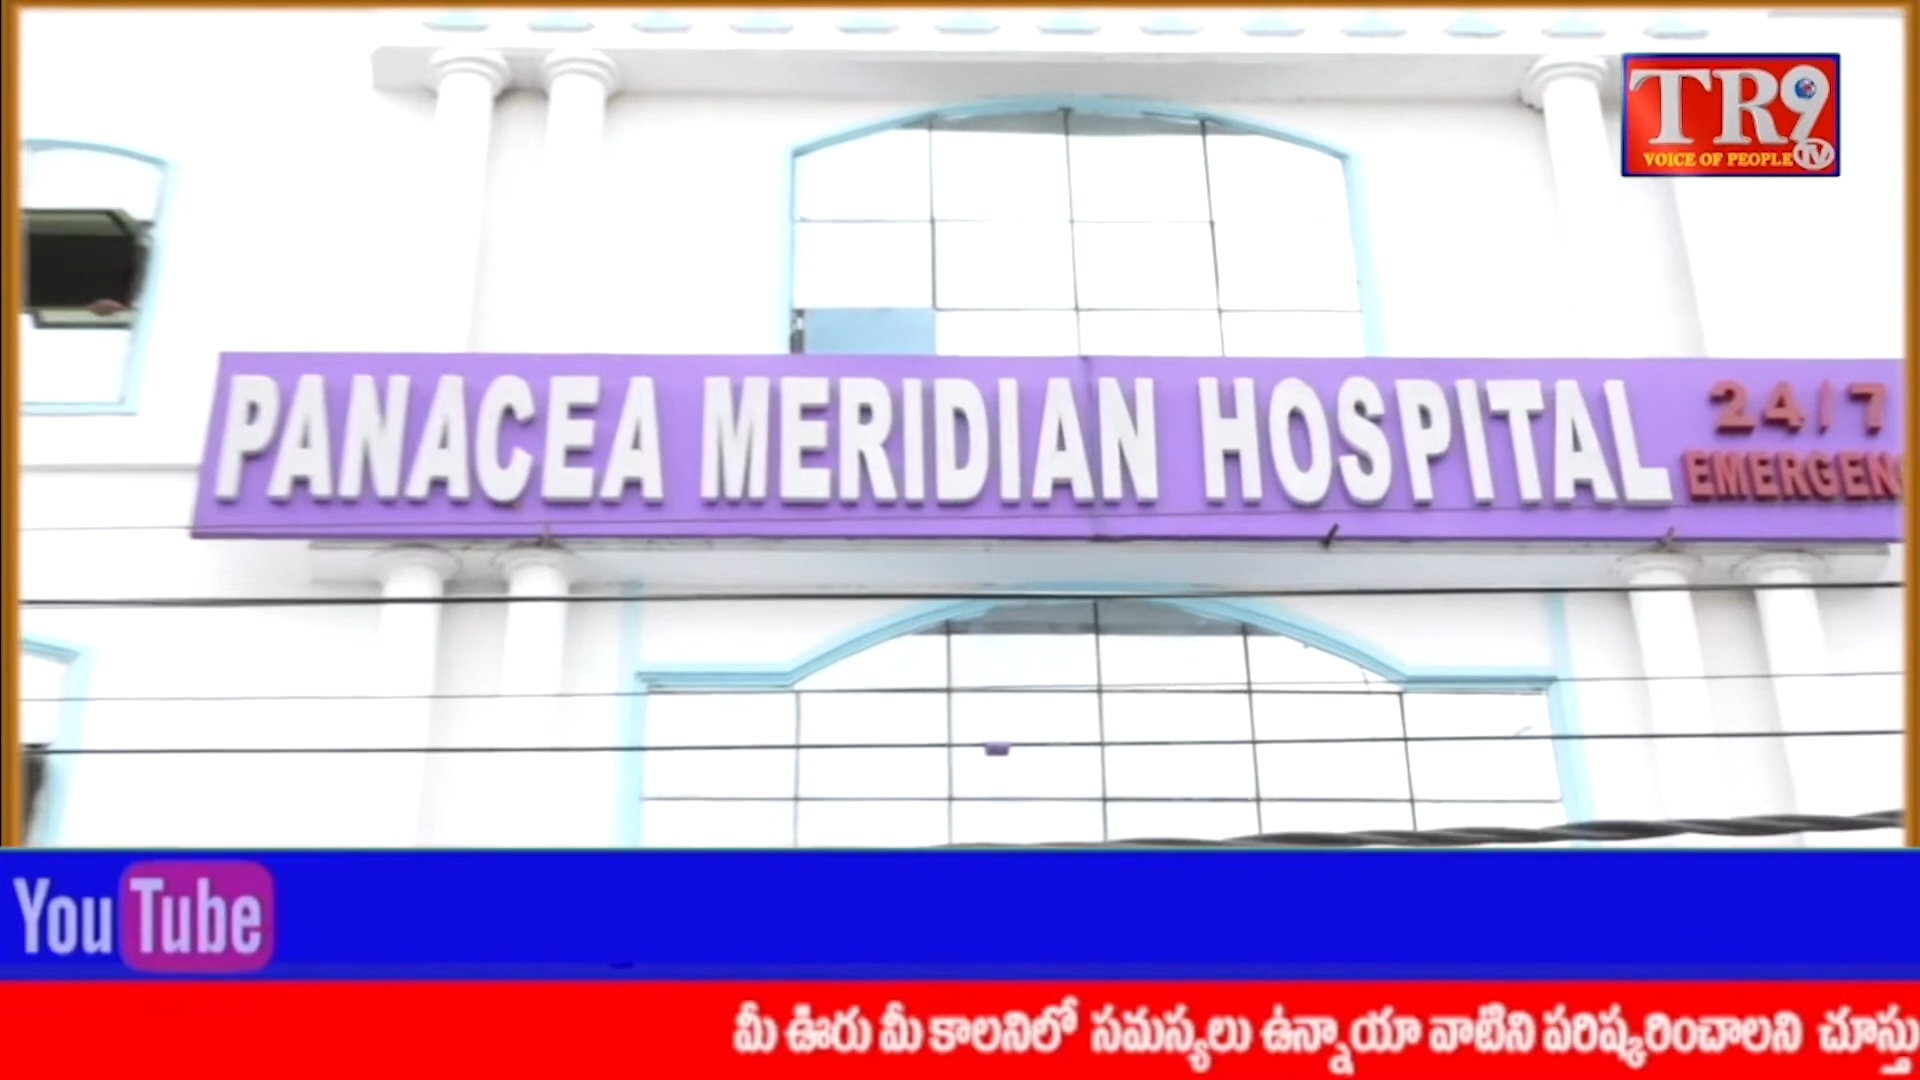 TR9
TV
VOICE OF PEOPLE
PANACEA MERIDIAN HOSPITAL
24/7
EMERGEN
YouTube
మీ ఊరు మీ కాలనిలో సమస్యలు ఉన్నాయా వాటిని పరిష్కరించాలని చూస్తు